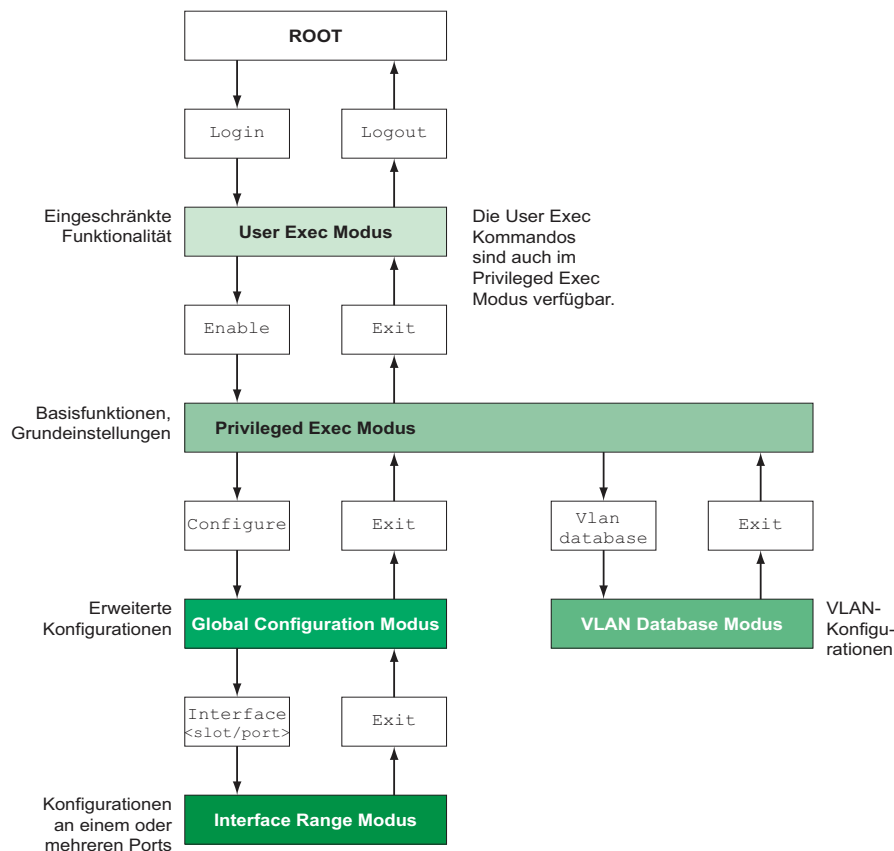 ROOT
Login
Logout
Eingeschränkte
Funktionalität
User Exec Modus
Die User Exec
Kommandos
sind auch im
Privileged Exec
Modus verfügbar.
Enable
Exit
Basisfunktionen,
Grundeinstellungen
Privileged Exec Modus
Configure
Exit
Vlan
database
Exit
Erweiterte
Konfigurationen
Global Configuration Modus
VLAN Database Modus
VLAN-
Konfigu-
rationen
Interface
<slot/port>
Exit
Konfigurationen
an einem oder
mehreren Ports
Interface Range Modus